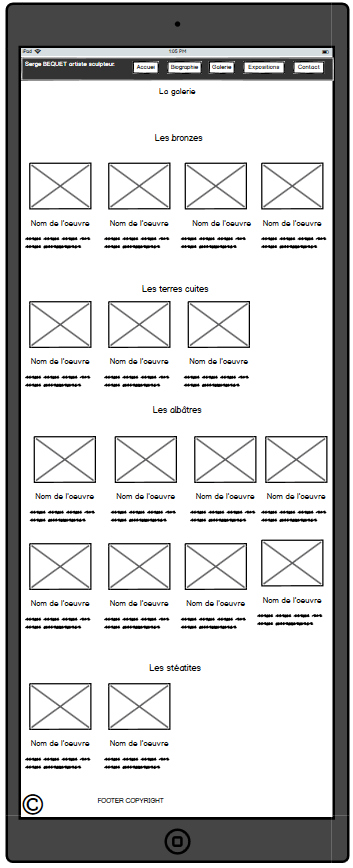 iPad 1:05 PM
Serge BEQUET artiste sculpteur Accueil Biographie Galerie Expositions Contact
La galerie
Les bronzes
Nom de l'oeuvre Nom de l'oeuvre Nom de l'oeuvre Nom de l'oeuvre
Les terres cuites
Nom de l'oeuvre Nom de l'oeuvre Nom de l'oeuvre
Les albâtres
Nom de l'oeuvre Nom de l'oeuvre Nom de l'oeuvre Nom de l'oeuvre
Nom de l'oeuvre Nom de l'oeuvre Nom de l'oeuvre Nom de l'oeuvre
Les stéatites
Nom de l'oeuvre Nom de l'oeuvre
© FOOTER COPYRIGHT